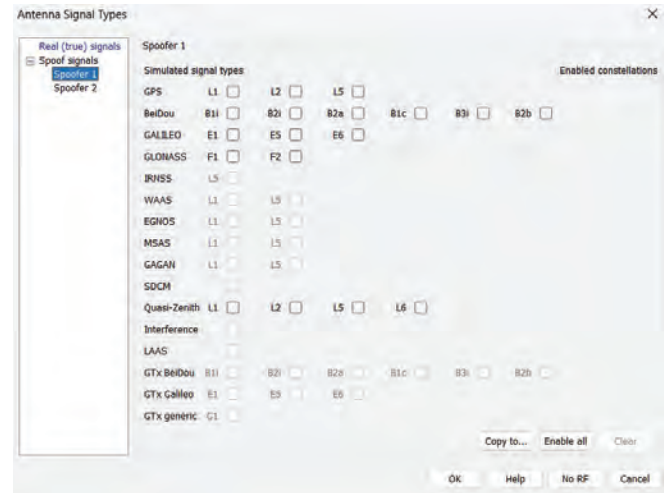 Antenna Signal Types
Real (true) signals
Spoof signals
Spoofer 1
Spoofer 2
Spoofer 1
Simulated signal types Enabled constellations
GPS L1 L2 L5
BeiDou B1i B2i B2a B1c B3i B2b
GALILEO E1 E5 E6
GLONASS F1 F2
IRNSS L5
WAAS L1 L5
EGNOS L1 L5
MSAS L1 L5
GAGAN L1 L5
SDCM
Quasi-Zenith L1 L2 L5 L6
Interference
LAAS
GTx BeiDou B1i B2i B2a B1c B3i B2b
GTx Galileo E1 E5 E6
GTx generic G1
Copy to... Enable all Clear
OK Help No RF Cancel